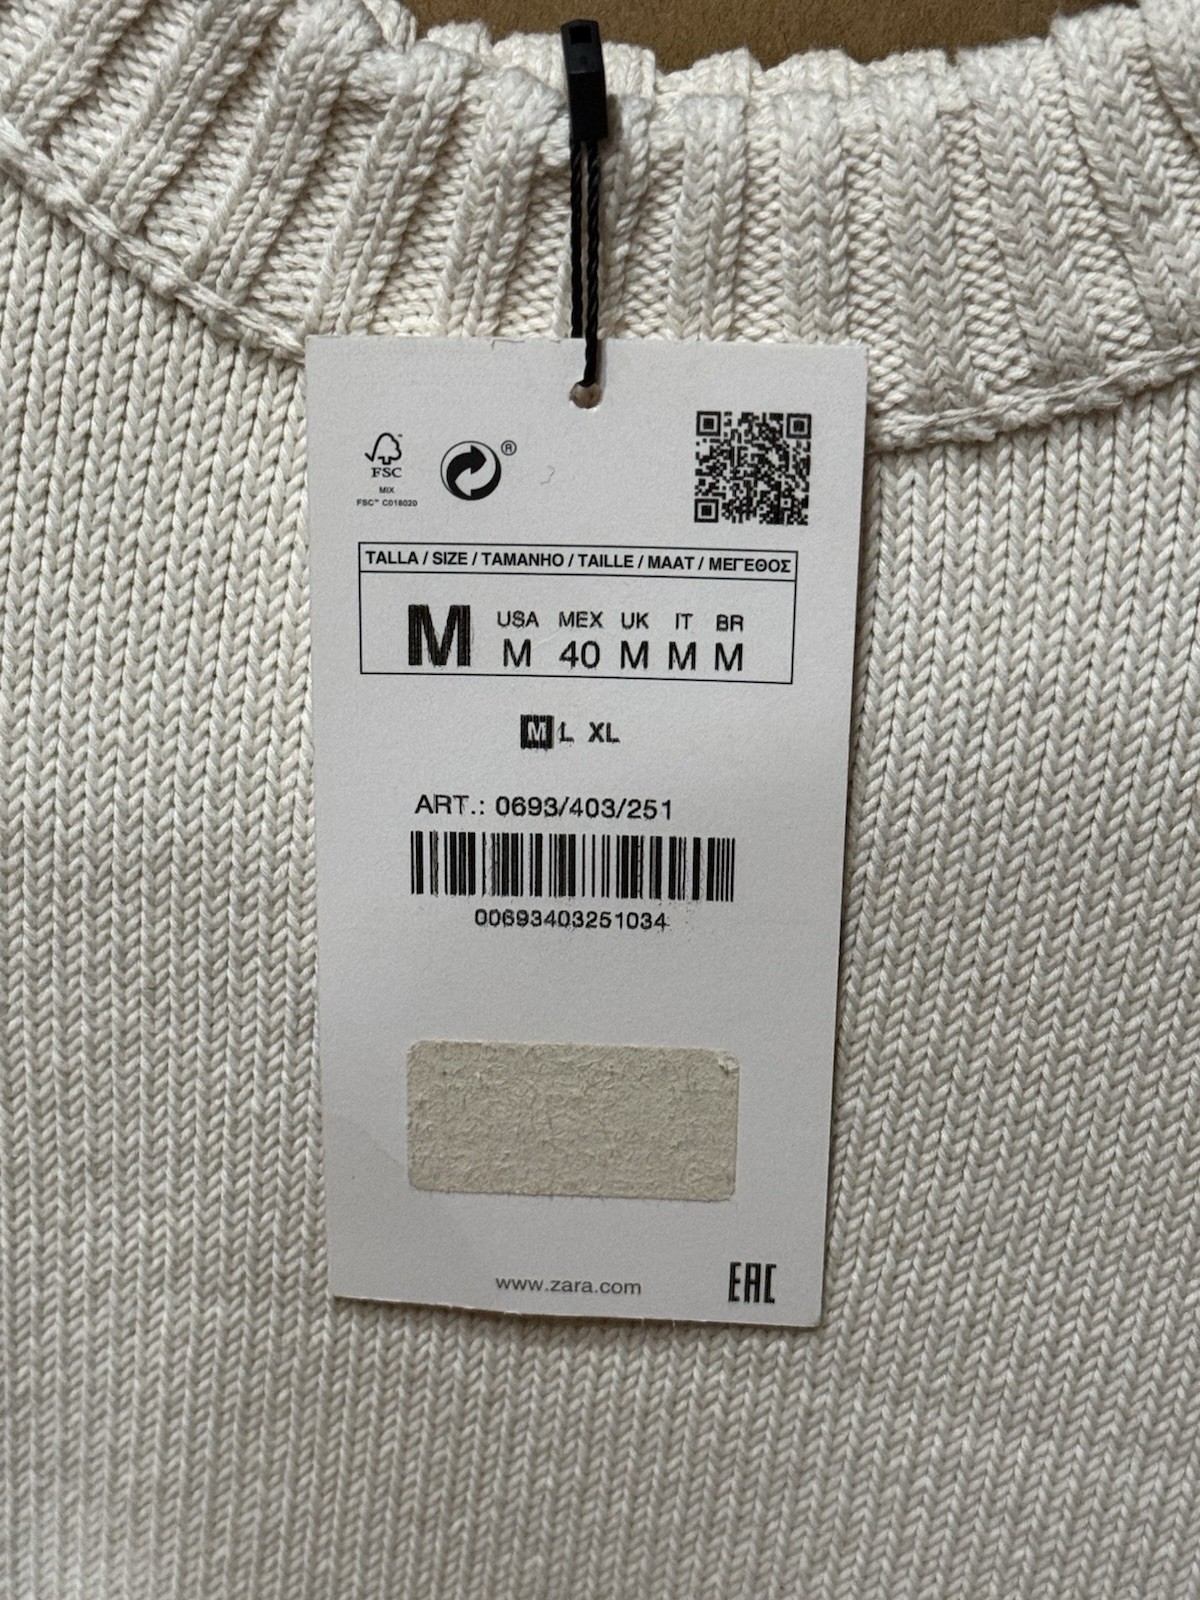 FSC
MIX
FSC™ C018020
®
TALLA / SIZE / TAMANHO / TAILLE / MAAT / ΜΕΓΕΘΟΣ
M USA MEX UK IT BR
M 40 M M M
M L XL
ART.: 0693/403/251
00693403251034
www.zara.com
EAC